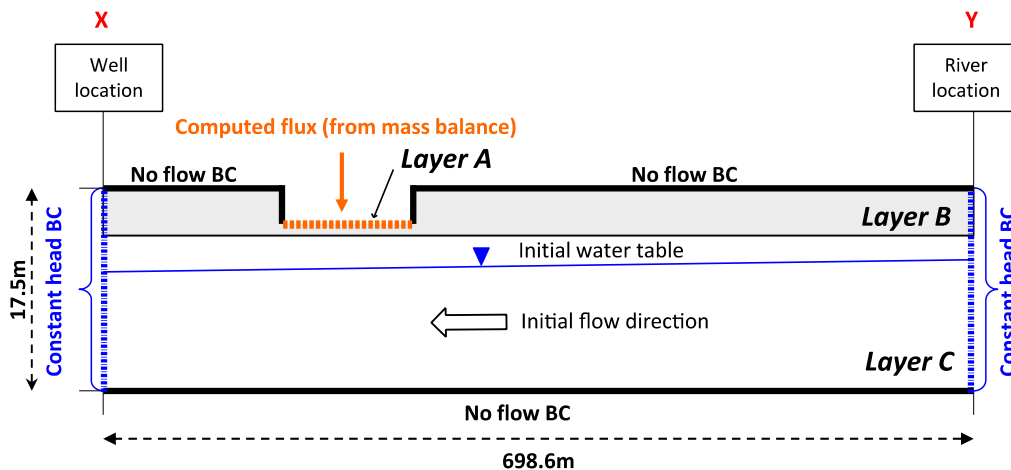 X
Y
Well
location
River
location
Computed flux (from mass balance)
Layer A
No flow BC
No flow BC
Layer B
Initial water table
17.5m
Constant head BC
Constant head BC
Initial flow direction
Layer C
No flow BC
698.6m